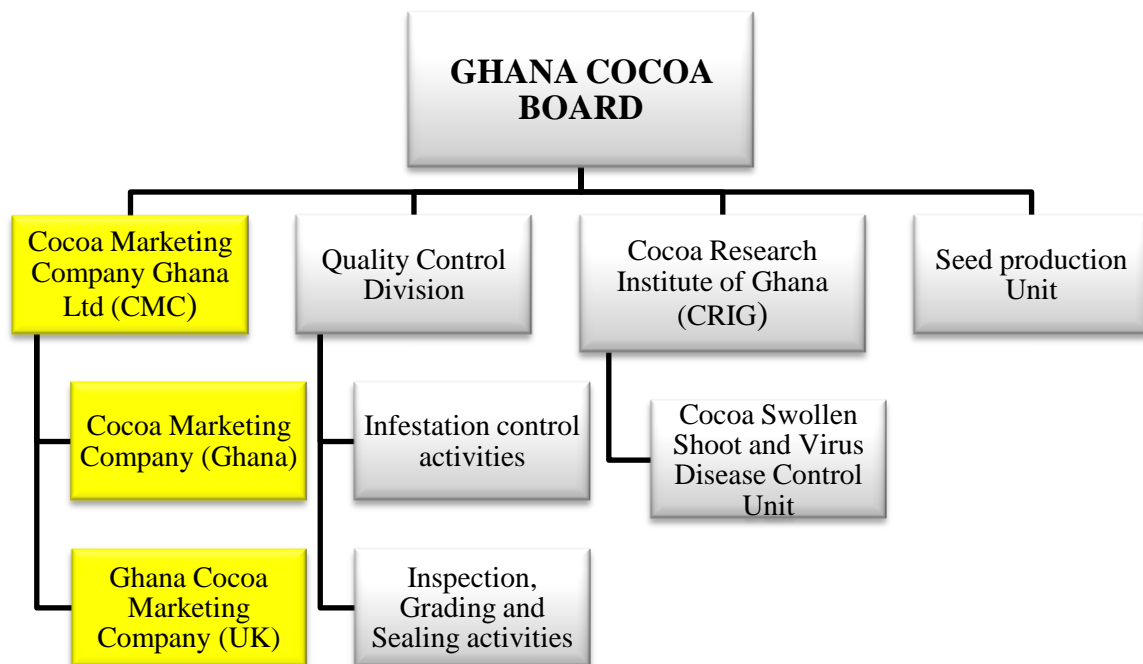 GHANA COCOA
BOARD
Cocoa Marketing
Company Ghana
Ltd (CMC)
Quality Control
Division
Cocoa Research
Institute of Ghana
(CRIG)
Seed production
Unit
Cocoa Marketing
Company (Ghana)
Infestation control
activities
Cocoa Swollen
Shoot and Virus
Disease Control
Unit
Ghana Cocoa
Marketing
Company (UK)
Inspection,
Grading and
Sealing activities